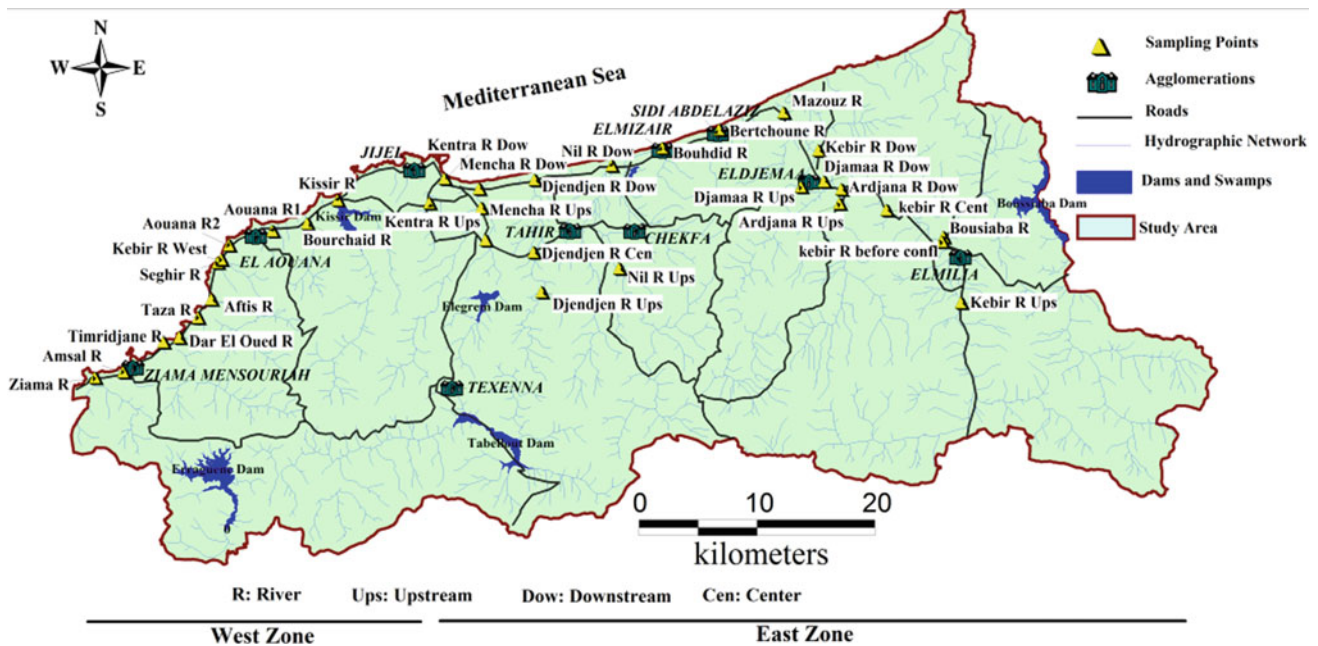 N
W E
S
Mediterranean Sea
Sampling Points
Agglomerations
Roads
Hydrographic Network
Dams and Swamps
Study Area
Mazouz R
SIDI ABDELAZIZ
Bertchoune R
ELMIZAIR
Bouhdid R
Kebir R Dow
Kentra R Dow
JIJEL
Mencha R Dow
Nil R Dow
Djamaa R Dow
ELDJEMAA
Djendjen R Dow
Ardjana R Dow
Kissir R
Djamaa R Ups
Mencha R Ups
kebir R Cent
Kissir Dam
Boussiaba Dam
Aouana R1
Kentra R Ups
Ardjana R Ups
Aouana R2
Bourchaid R
TAHIR
CHEKFA
Bousiaba R
Kebir R West
EL AOUANA
Djendjen R Cen
kebir R before confl
Seghir R
Nil R Ups
ELMILIA
Taza R
Aftis R
Elegrem Dam
Djendjen R Ups
Kebir R Ups
Timridjane R
Dar El Oued R
Amsal R
ZIAMA MENSOURIAH
Ziama R
TEXENNA
TabeRout Dam
Erraguene Dam
0
0 10 20
kilometers
R: River Ups: Upstream Dow: Downstream Cen: Center
West Zone East Zone